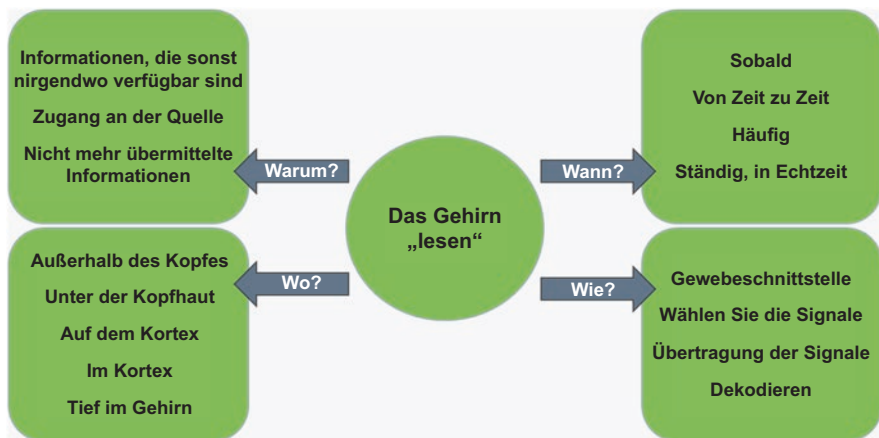 Informationen, die sonst
nirgendwo verfügbar sind
Zugang an der Quelle
Nicht mehr übermittelte
Informationen
Warum?
Sobald
Von Zeit zu Zeit
Häufig
Ständig, in Echtzeit
Wann?
Das Gehirn
„lesen“
Außerhalb des Kopfes
Unter der Kopfhaut
Auf dem Kortex
Im Kortex
Tief im Gehirn
Wo?
Wie?
Gewebeschnittstelle
Wählen Sie die Signale
Übertragung der Signale
Dekodieren